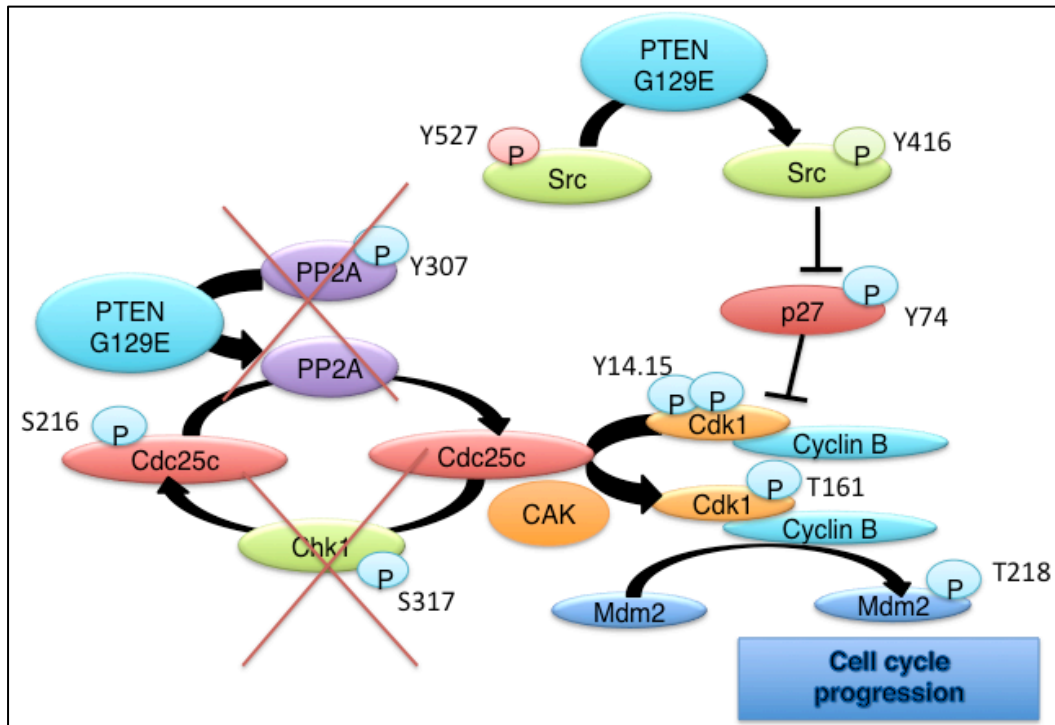 PTEN
G129E
Y527
P
Src
P
Y416
Src
PP2A
P
Y307
PTEN
G129E
PP2A
p27
P
Y74
Y14.15
P
P
Cdk1
Cyclin B
S216
P
Cdc25c
Cdc25c
CAK
Cdk1
P
T161
Cyclin B
Chk1
P
S317
Mdm2
Mdm2
P
T218
Cell cycle
progression